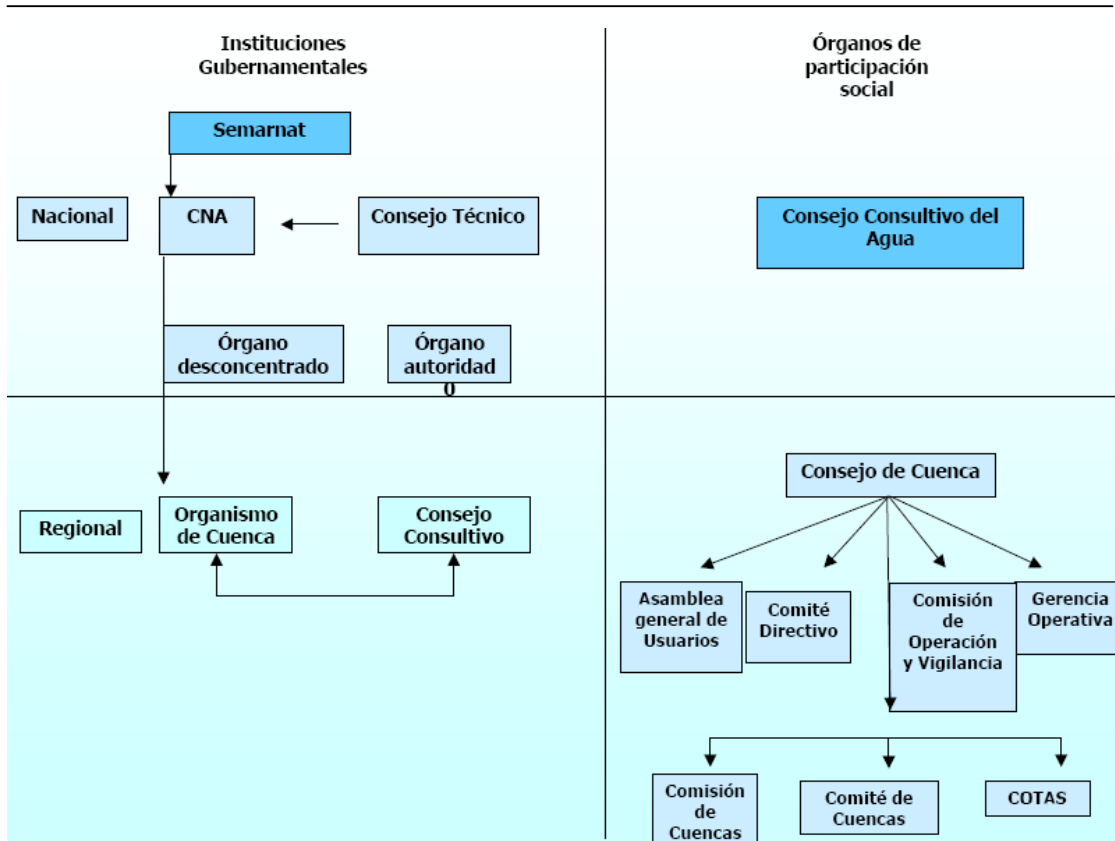 Instituciones
Gubernamentales
Órganos de
participación
social
Semarnat
Nacional
CNA
Consejo Técnico
Consejo Consultivo del
Agua
Órgano
desconcentrado
Órgano
autoridad
0
Consejo de Cuenca
Regional
Organismo
de Cuenca
Consejo
Consultivo
Asamblea
general de
Usuarios
Comité
Directivo
Comisión
de
Operación
y Vigilancia
Gerencia
Operativa
Comisión
de
Cuencas
Comité de
Cuencas
COTAS